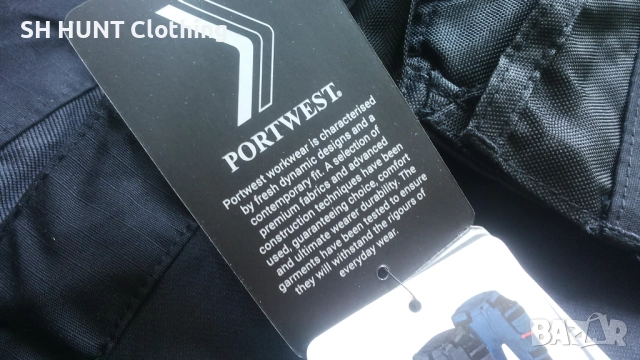 SH HUNT Clothing
PORTWEST®
Portwest workwear is characterised
by fresh dynamic designs and a
contemporary fit. A selection of
premium fabrics and advanced
construction techniques have been
used, guaranteeing choice, comfort
and ultimate wearer durability. The
garments have been tested to ensure
they will withstand the rigours of
everyday wear.
BAZAR